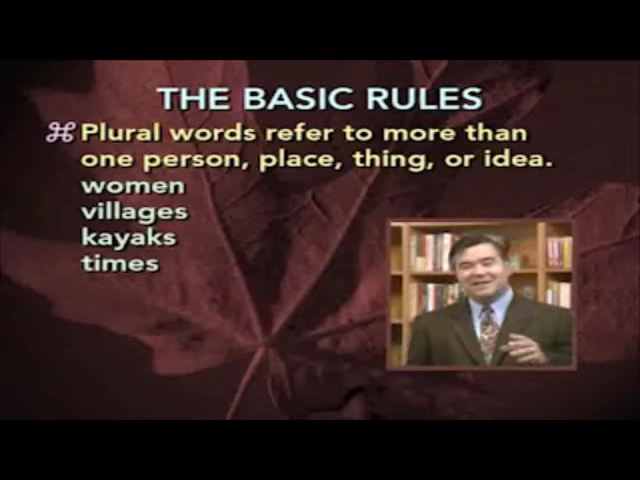 THE BASIC RULES
⌘ Plural words refer to more than
one person, place, thing, or idea.
women
villages
kayaks
times